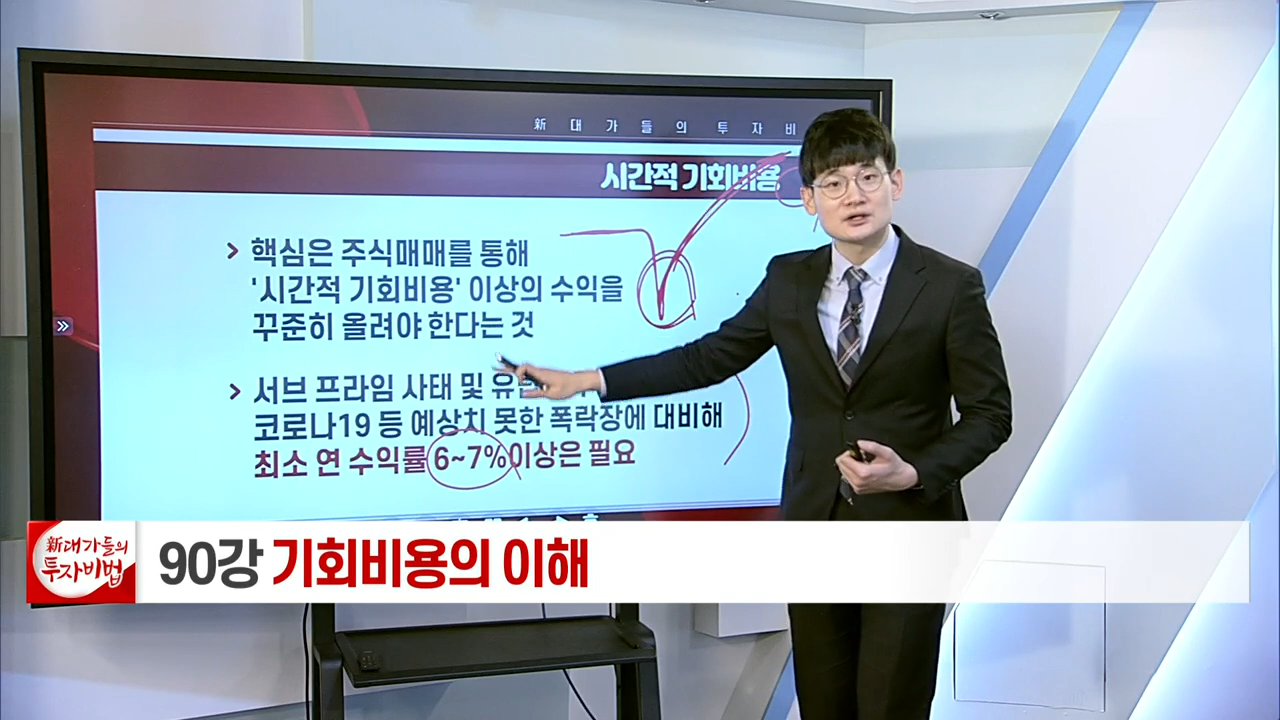 新 대 가 들 의 투 자 비
시간적 기회비용
핵심은 주식매매를 통해
'시간적 기회비용' 이상의 수익을
꾸준히 올려야 한다는 것
서브 프라임 사태 및
코로나19 등 예상치 못한 폭락장에 대비해
최소 연 수익률 6~7%이상은 필요
新대가들의
투자비법
90강 기회비용의 이해